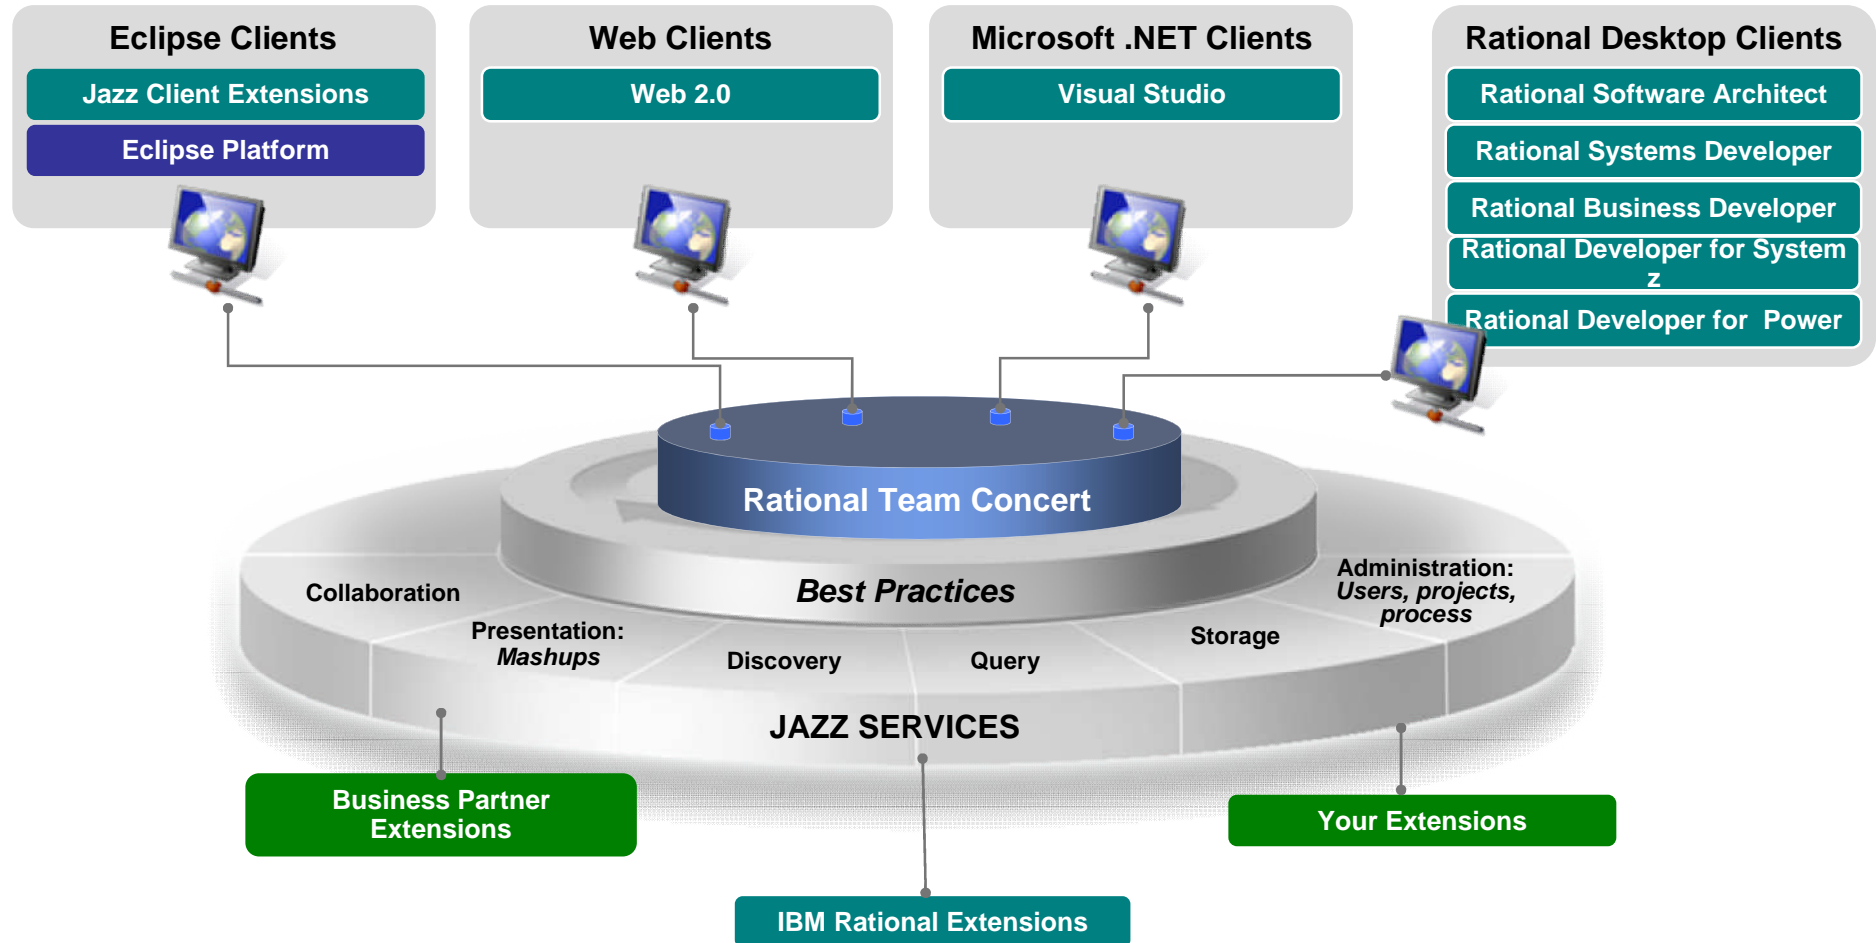 Eclipse Clients
Jazz Client Extensions
Eclipse Platform
Web Clients
Web 2.0
Microsoft .NET Clients
Visual Studio
Rational Desktop Clients
Rational Software Architect
Rational Systems Developer
Rational Business Developer
Rational Developer for System
z
Rational Developer for Power
Rational Team Concert
Best Practices
Collaboration
Presentation:
Mashups
Discovery
Query
Storage
Administration:
Users, projects,
process
JAZZ SERVICES
Business Partner
Extensions
Your Extensions
IBM Rational Extensions